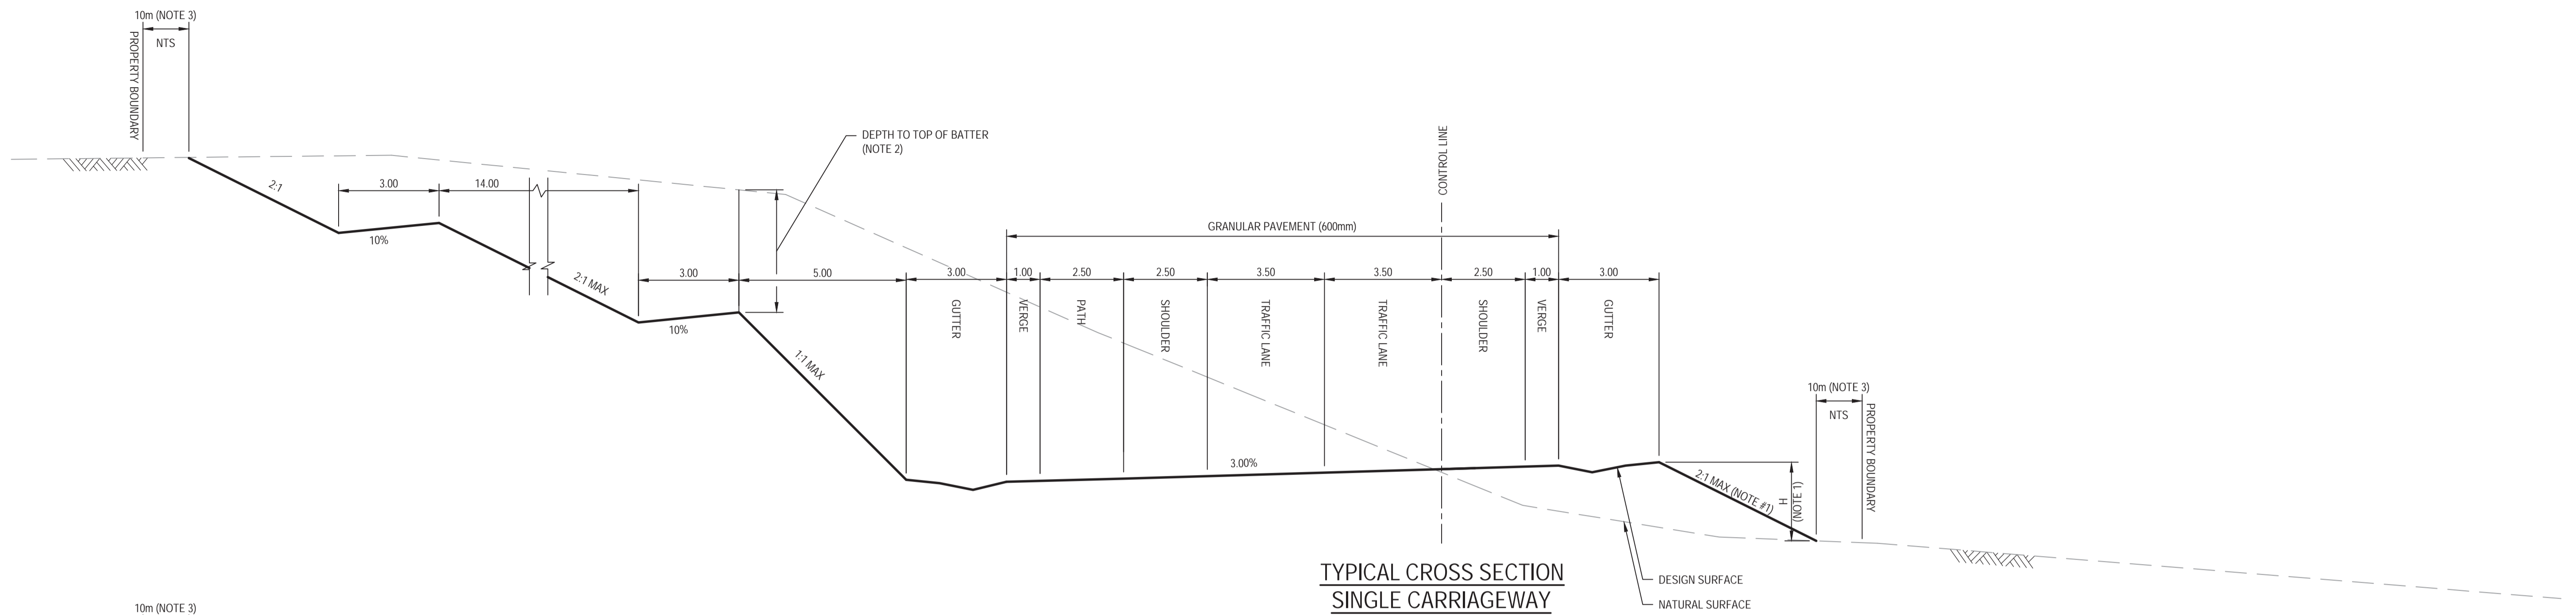 10m (NOTE 3)
NTS
PROPERTY BOUNDARY
DEPTH TO TOP OF BATTER
(NOTE 2)
CONTROL LINE
2:1
3.00
14.00
10%
GRANULAR PAVEMENT (600mm)
2:1 MAX
3.00
5.00
3.00
1.00
2.50
2.50
3.50
3.50
2.50
1.00
3.00
10%
GUTTER
VERGE
PATH
SHOULDER
TRAFFIC LANE
TRAFFIC LANE
SHOULDER
VERGE
GUTTER
1:1 MAX
10m (NOTE 3)
NTS
PROPERTY BOUNDARY
3.00%
2:1 MAX (NOTE #1)
H
(NOTE 1)
TYPICAL CROSS SECTION
SINGLE CARRIAGEWAY
DESIGN SURFACE
NATURAL SURFACE
10m (NOTE 3)